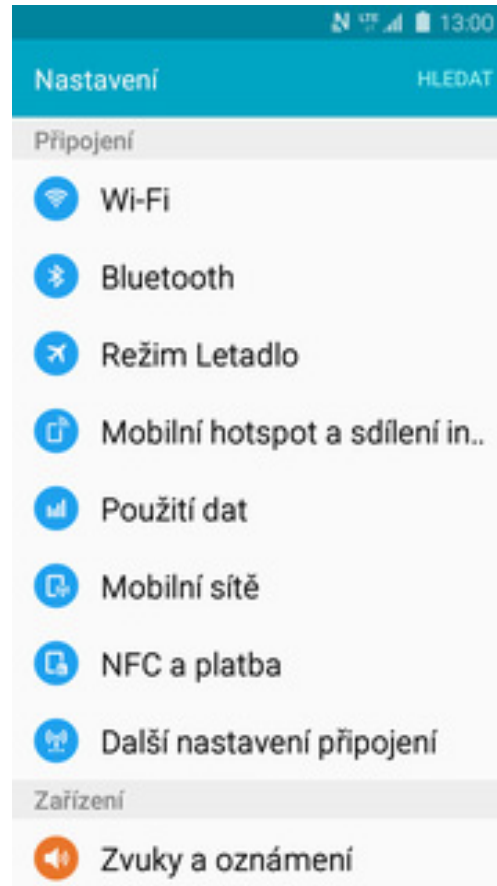 LTE 13:00
Nastavení HLEDAT
Připojení
Wi-Fi
Bluetooth
Režim Letadlo
Mobilní hotspot a sdílení in..
Použití dat
Mobilní sítě
NFC a platba
Další nastavení připojení
Zařízení
Zvuky a oznámení